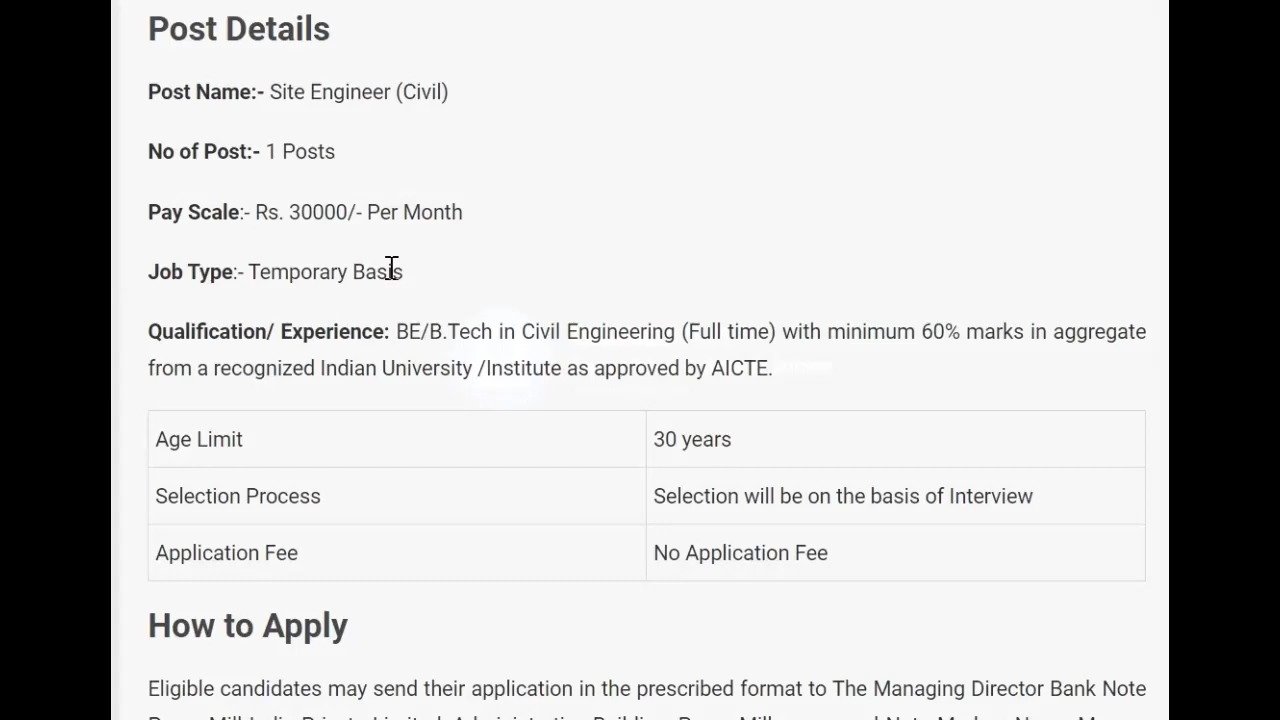 Post Details
Post Name:- Site Engineer (Civil)
No of Post:- 1 Posts
Pay Scale:- Rs. 30000/- Per Month
Job Type:- Temporary Basis
Qualification/ Experience: BE/B.Tech in Civil Engineering (Full time) with minimum 60% marks in aggregate
from a recognized Indian University /Institute as approved by AICTE.
Age Limit 30 years
Selection Process Selection will be on the basis of Interview
Application Fee No Application Fee
How to Apply
Eligible candidates may send their application in the prescribed format to The Managing Director Bank Note